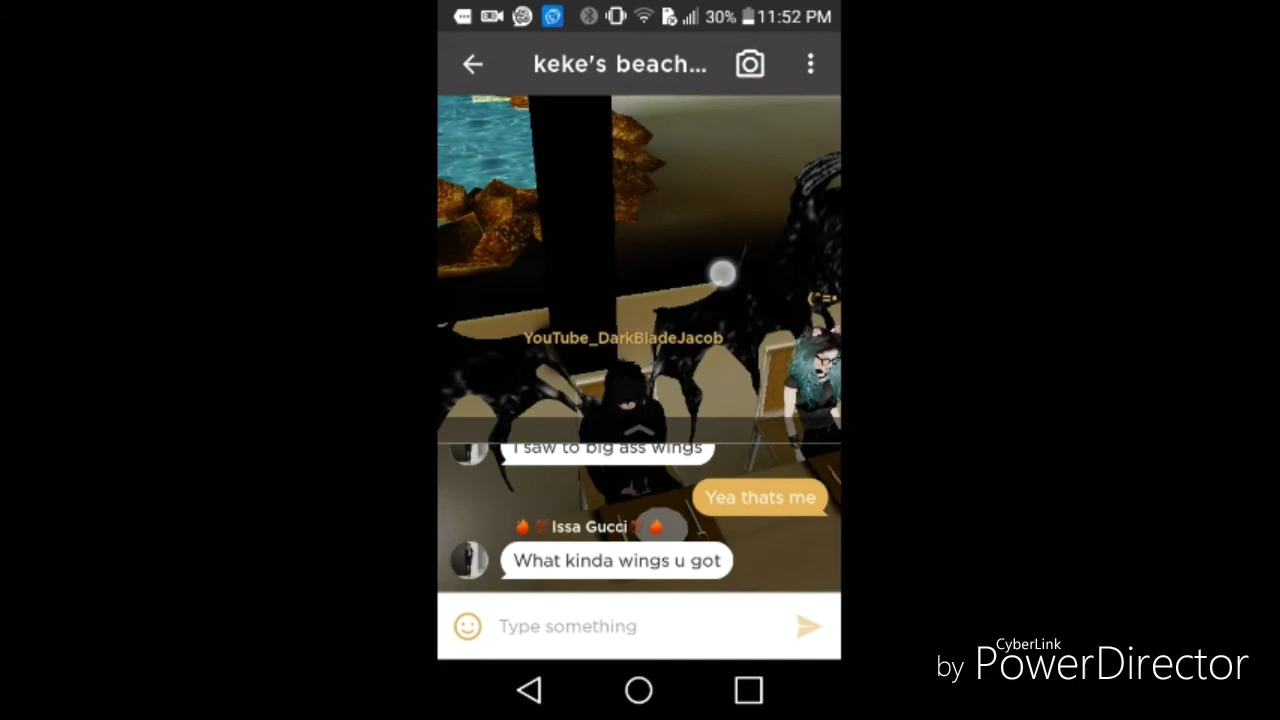 30% 11:52 PM
keke's beach...
YouTube_DarkBladeJacob
I saw to big ass wings
Yea thats me
🔥💯Issa Gucci💯🔥
What kinda wings u got
Type something
CyberLink
by PowerDirector